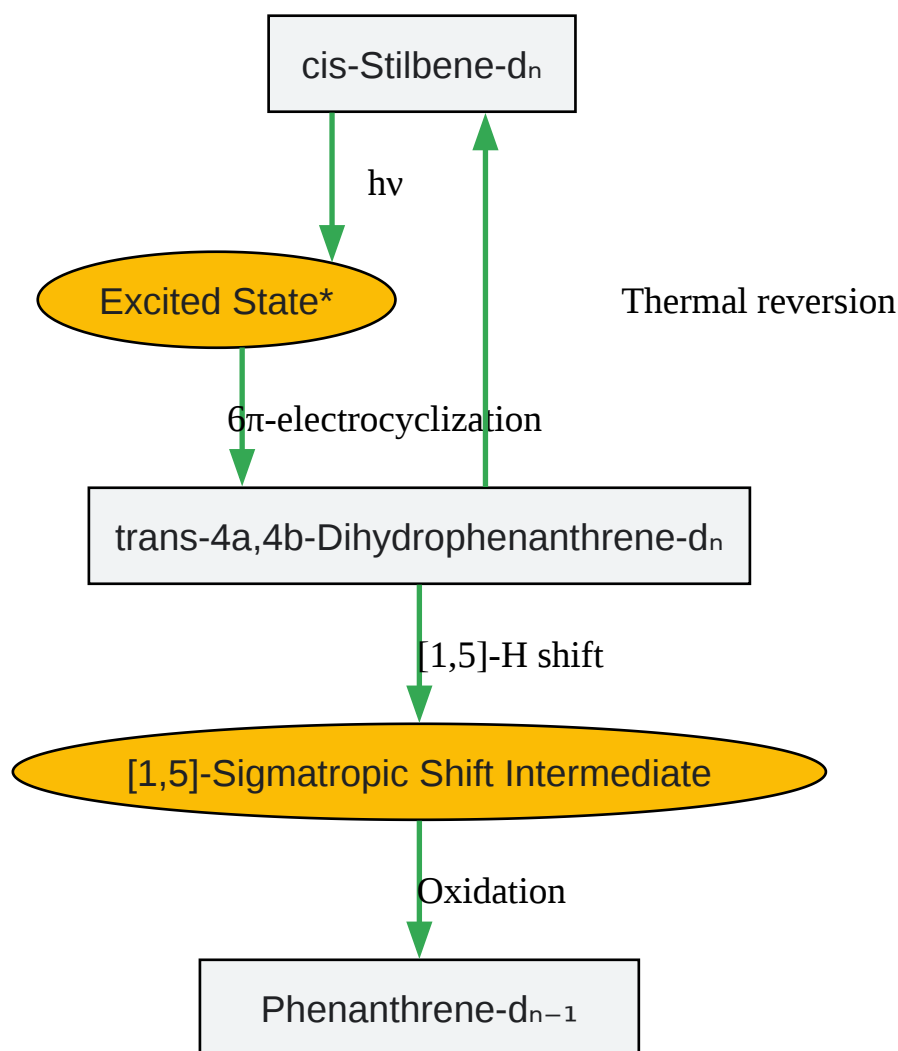 cis-Stilbene-dₙ
hν
Excited State*
Thermal reversion
6π-electrocyclization
trans-4a,4b-Dihydrophenanthrene-dₙ
[1,5]-H shift
[1,5]-Sigmatropic Shift Intermediate
Oxidation
Phenanthrene-dₙ₋₁